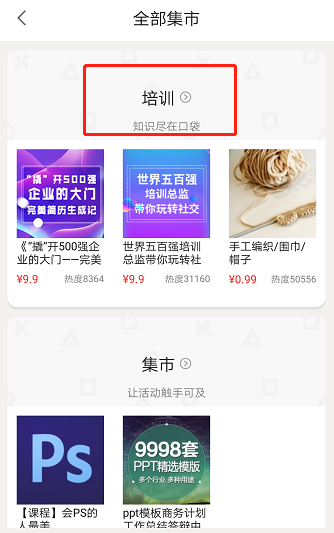 全部集市
培训
知识尽在口袋
“撬”开500强
企业的大门
完美简历生成记
世界五百强
培训总监
带你玩转社交
《“撬”开500强企
业的大门——完美
¥9.9 热度8364
世界五百强培训
总监带你玩转社
¥9.9 热度31160
手工编织/围巾/
帽子
¥0.99 热度50556
集市
让活动触手可及
Ps
9998套
PPT精选模版
多个行业 多种用途
【课程】会PS的
人最美
ppt模板商务计划
工作总结答辩中